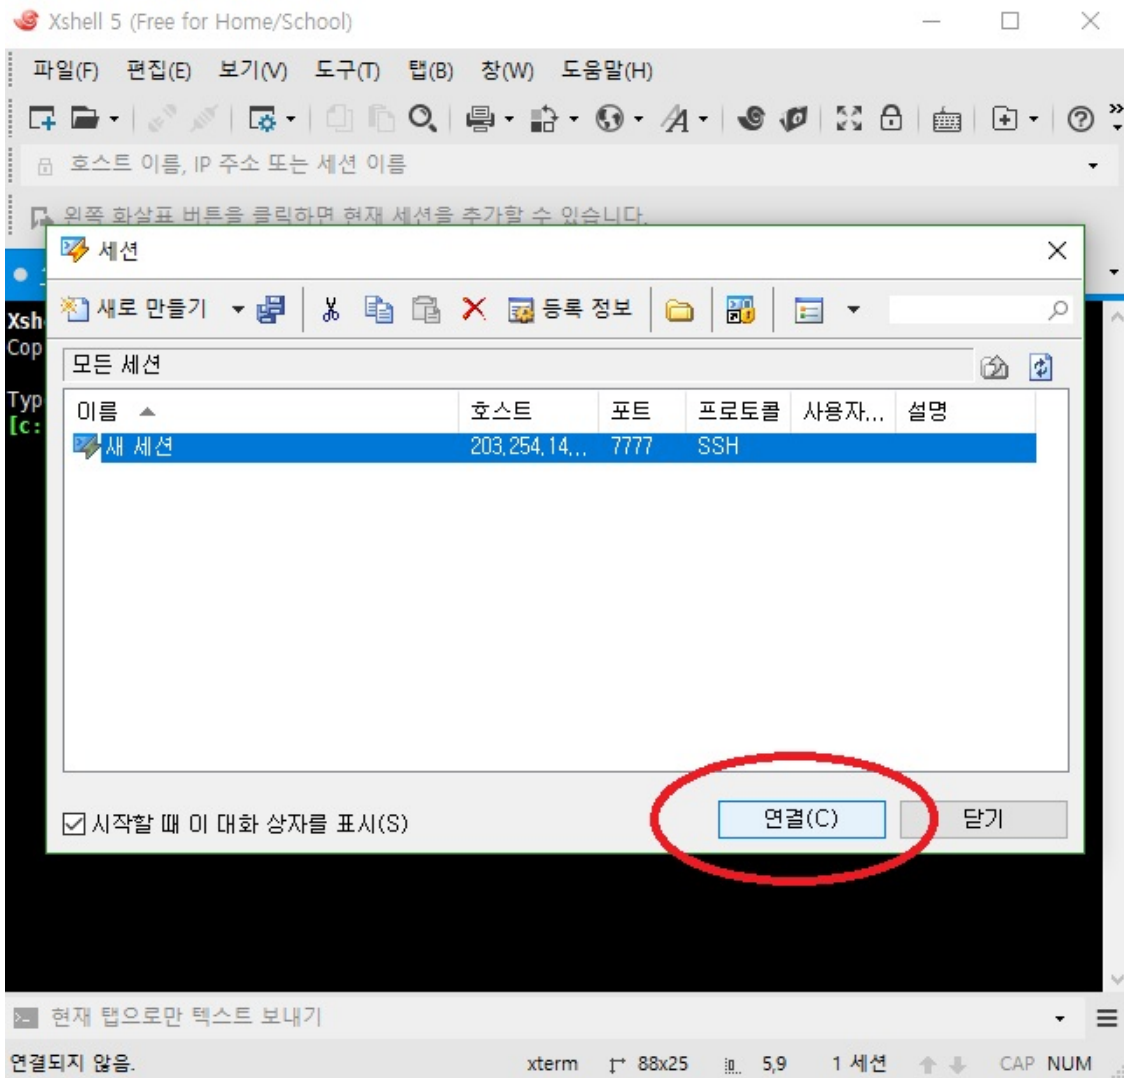 Xshell 5 (Free for Home/School)
파일(F) 편집(E) 보기(V) 도구(T) 탭(B) 창(W) 도움말(H)
호스트 이름, IP 주소 또는 세션 이름
왼쪽 화살표 버튼을 클릭하면 현재 세션을 추가할 수 있습니다.
세션
새로 만들기 등록 정보
Xsh
Cop
모든 세션
Typ
[c:
이름 호스트 포트 프로토콜 사용자... 설명
새 세션 203,254,14... 7777 SSH
시작할 때 이 대화 상자를 표시(S) 연결(C) 닫기
현재 탭으로만 텍스트 보내기
연결되지 않음. xterm 88x25 5,9 1 세션 CAP NUM